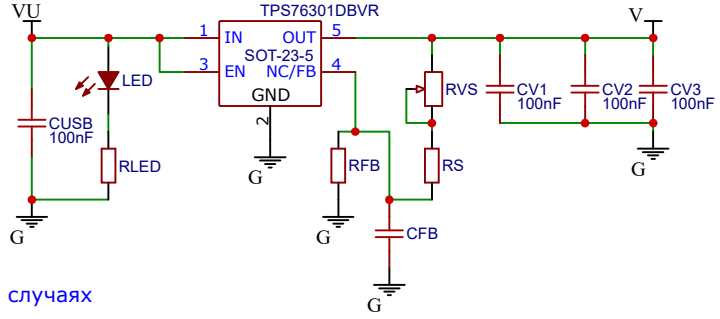 VU
TPS76301DBVR
V
1 IN OUT 5
SOT-23-5
3 EN NC/FB 4
GND
2
LED
CUSB
100nF
RLED
RVS
CV1
100nF
CV2
100nF
CV3
100nF
RFB
RS
G
G
G
G
CFB
G
случаях